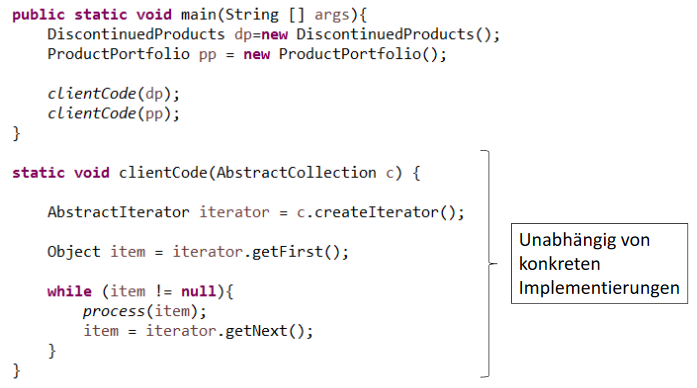 public static void main(String [] args){
DiscontinuedProducts dp=new DiscontinuedProducts();
ProductPortfolio pp = new ProductPortfolio();
clientCode(dp);
clientCode(pp);
}
static void clientCode(AbstractCollection c) {
AbstractIterator iterator = c.createIterator();
Object item = iterator.getFirst();
while (item != null){
process(item);
item = iterator.getNext();
}
}
Unabhängig von
konkreten
Implementierungen